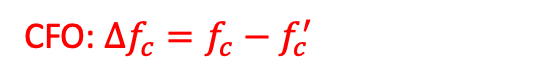 CFO: Δf_c = f_c − f_c′